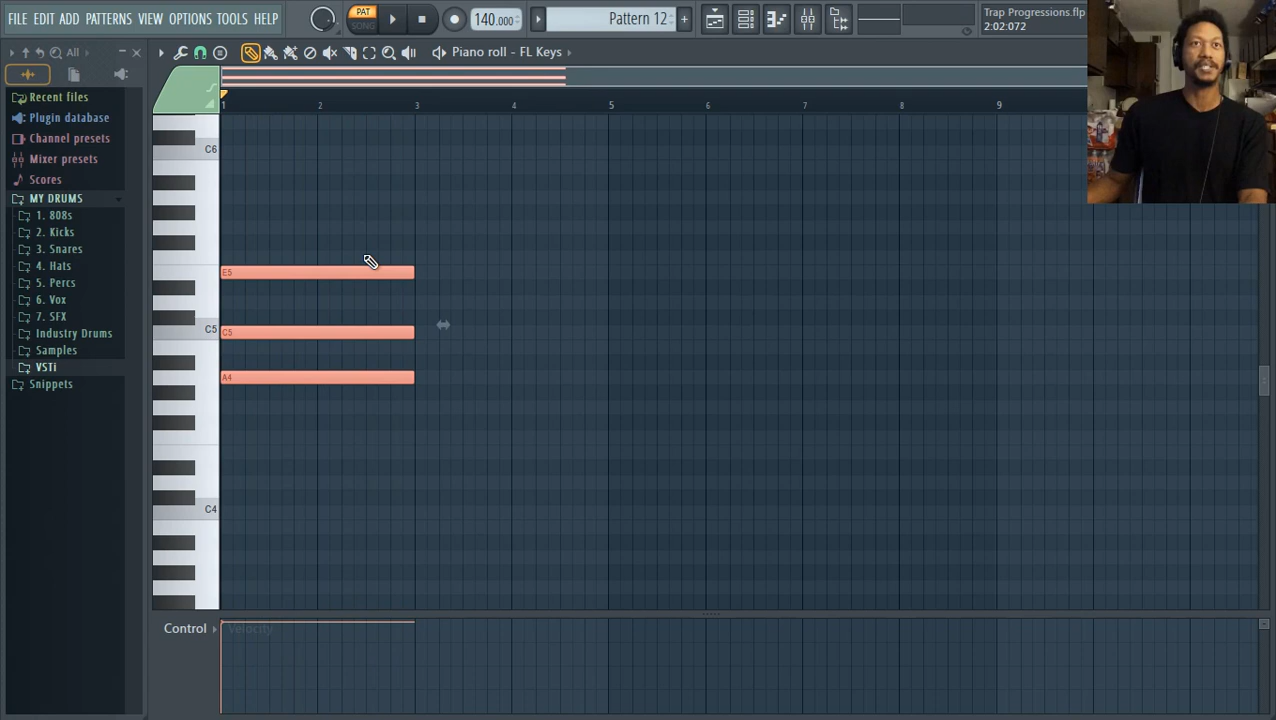 FILE EDIT ADD PATTERNS VIEW OPTIONS TOOLS HELP
PAT
SONG
140.000
Pattern 12
Trap Progressions.flp
2:02:072
All
Piano roll - FL Keys
Recent files
Plugin database
Channel presets
Mixer presets
Scores
MY DRUMS
1. 808s
2. Kicks
3. Snares
4. Hats
5. Percs
6. Vox
7. SFX
Industry Drums
Samples
VSTi
Snippets
1 2 3 4 5 6 7 8 9
C6
E5
C5
C5
A4
C4
Control
Velocity